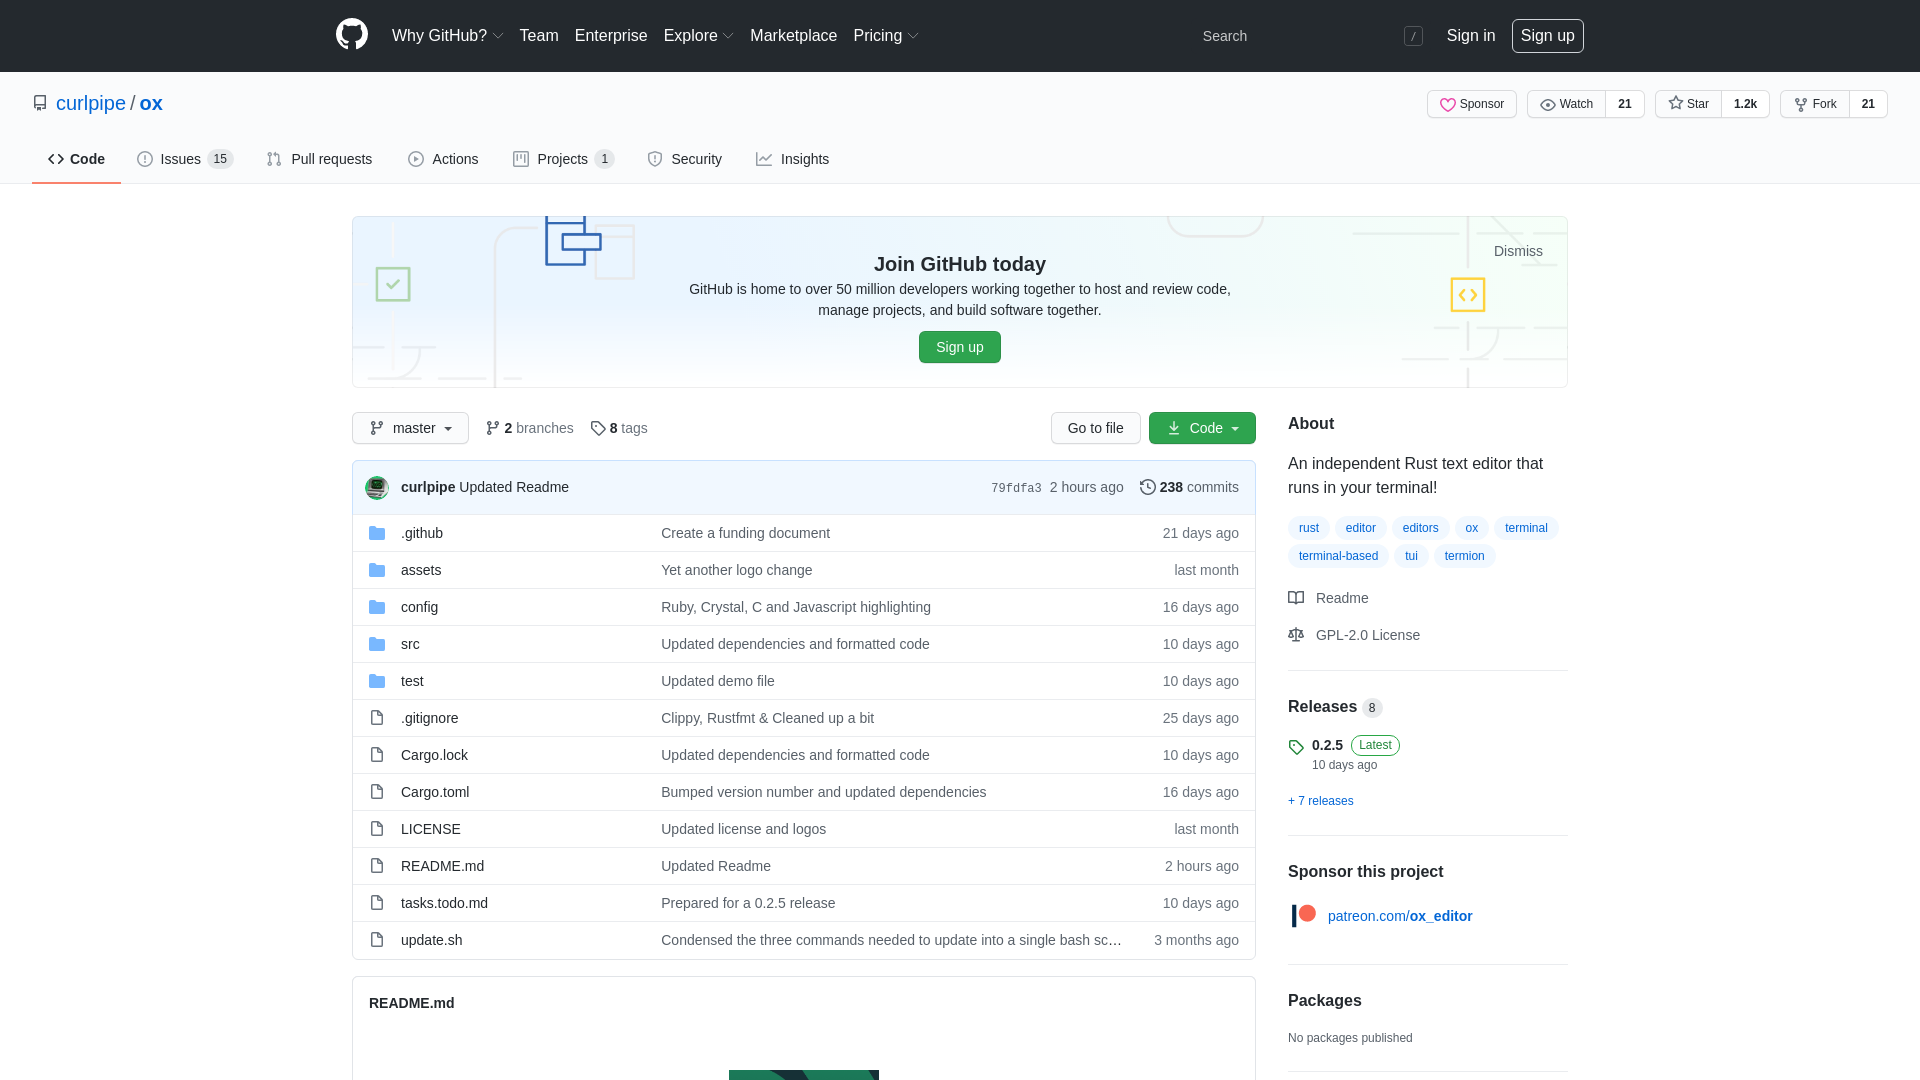 Why GitHub? Team Enterprise Explore Marketplace Pricing Search / Sign in Sign up
curlpipe / ox Sponsor Watch 21 Star 1.2k Fork 21
Code Issues 15 Pull requests Actions Projects 1 Security Insights
Dismiss
Join GitHub today
GitHub is home to over 50 million developers working together to host and review code,
manage projects, and build software together.
Sign up
master 2 branches 8 tags Go to file Code
curlpipe Updated Readme 79fdfa3 2 hours ago 238 commits
.github Create a funding document 21 days ago
assets Yet another logo change last month
config Ruby, Crystal, C and Javascript highlighting 16 days ago
src Updated dependencies and formatted code 10 days ago
test Updated demo file 10 days ago
.gitignore Clippy, Rustfmt & Cleaned up a bit 25 days ago
Cargo.lock Updated dependencies and formatted code 10 days ago
Cargo.toml Bumped version number and updated dependencies 16 days ago
LICENSE Updated license and logos last month
README.md Updated Readme 2 hours ago
tasks.todo.md Prepared for a 0.2.5 release 10 days ago
update.sh Condensed the three commands needed to update into a single bash sc… 3 months ago
README.md
About
An independent Rust text editor that
runs in your terminal!
rust editor editors ox terminal
terminal-based tui termion
Readme
GPL-2.0 License
Releases 8
0.2.5 Latest
10 days ago
+ 7 releases
Sponsor this project
patreon.com/ox_editor
Packages
No packages published